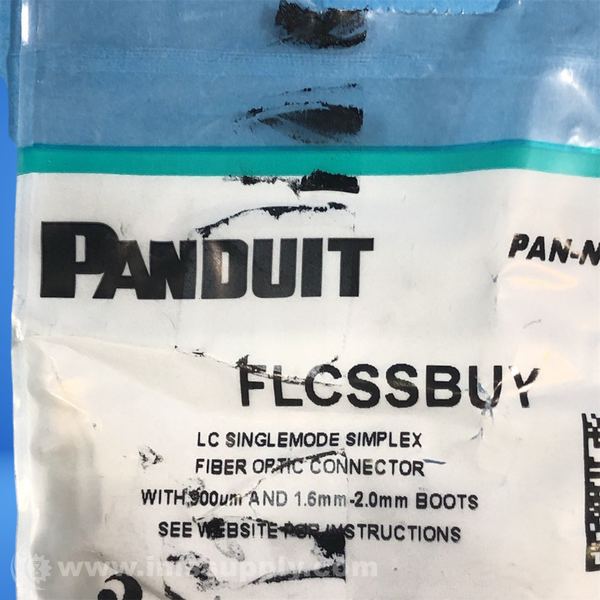 PANDUIT
PAN-N
FLCSSBUY
LC SINGLEMODE SIMPLEX
FIBER OPTIC CONNECTOR
WITH 900um AND 1.6mm-2.0mm BOOTS
SEE WEBSITE FOR INSTRUCTIONS